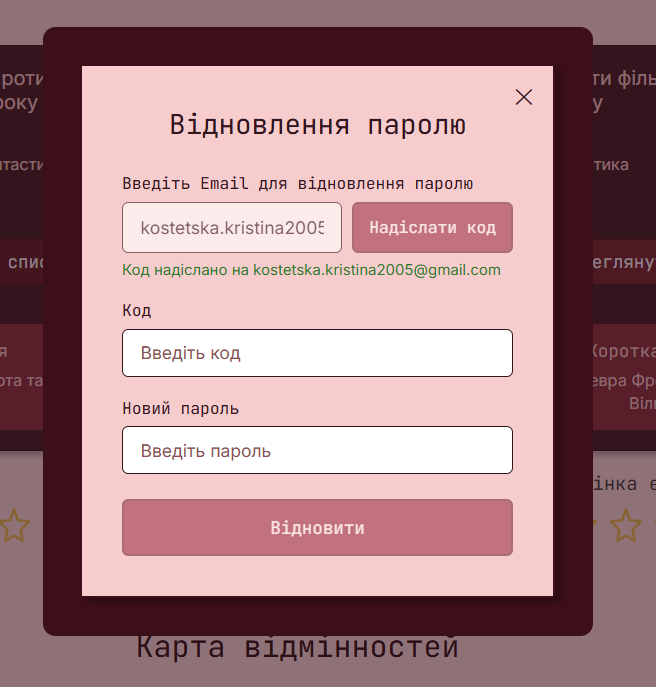 Відновлення паролю
Введіть Email для відновлення паролю
kostetska.kristina2005
Надіслати код
Код надіслано на kostetska.kristina2005@gmail.com
Код
Введіть код
Новий пароль
Введіть пароль
Відновити
Карта відмінностей